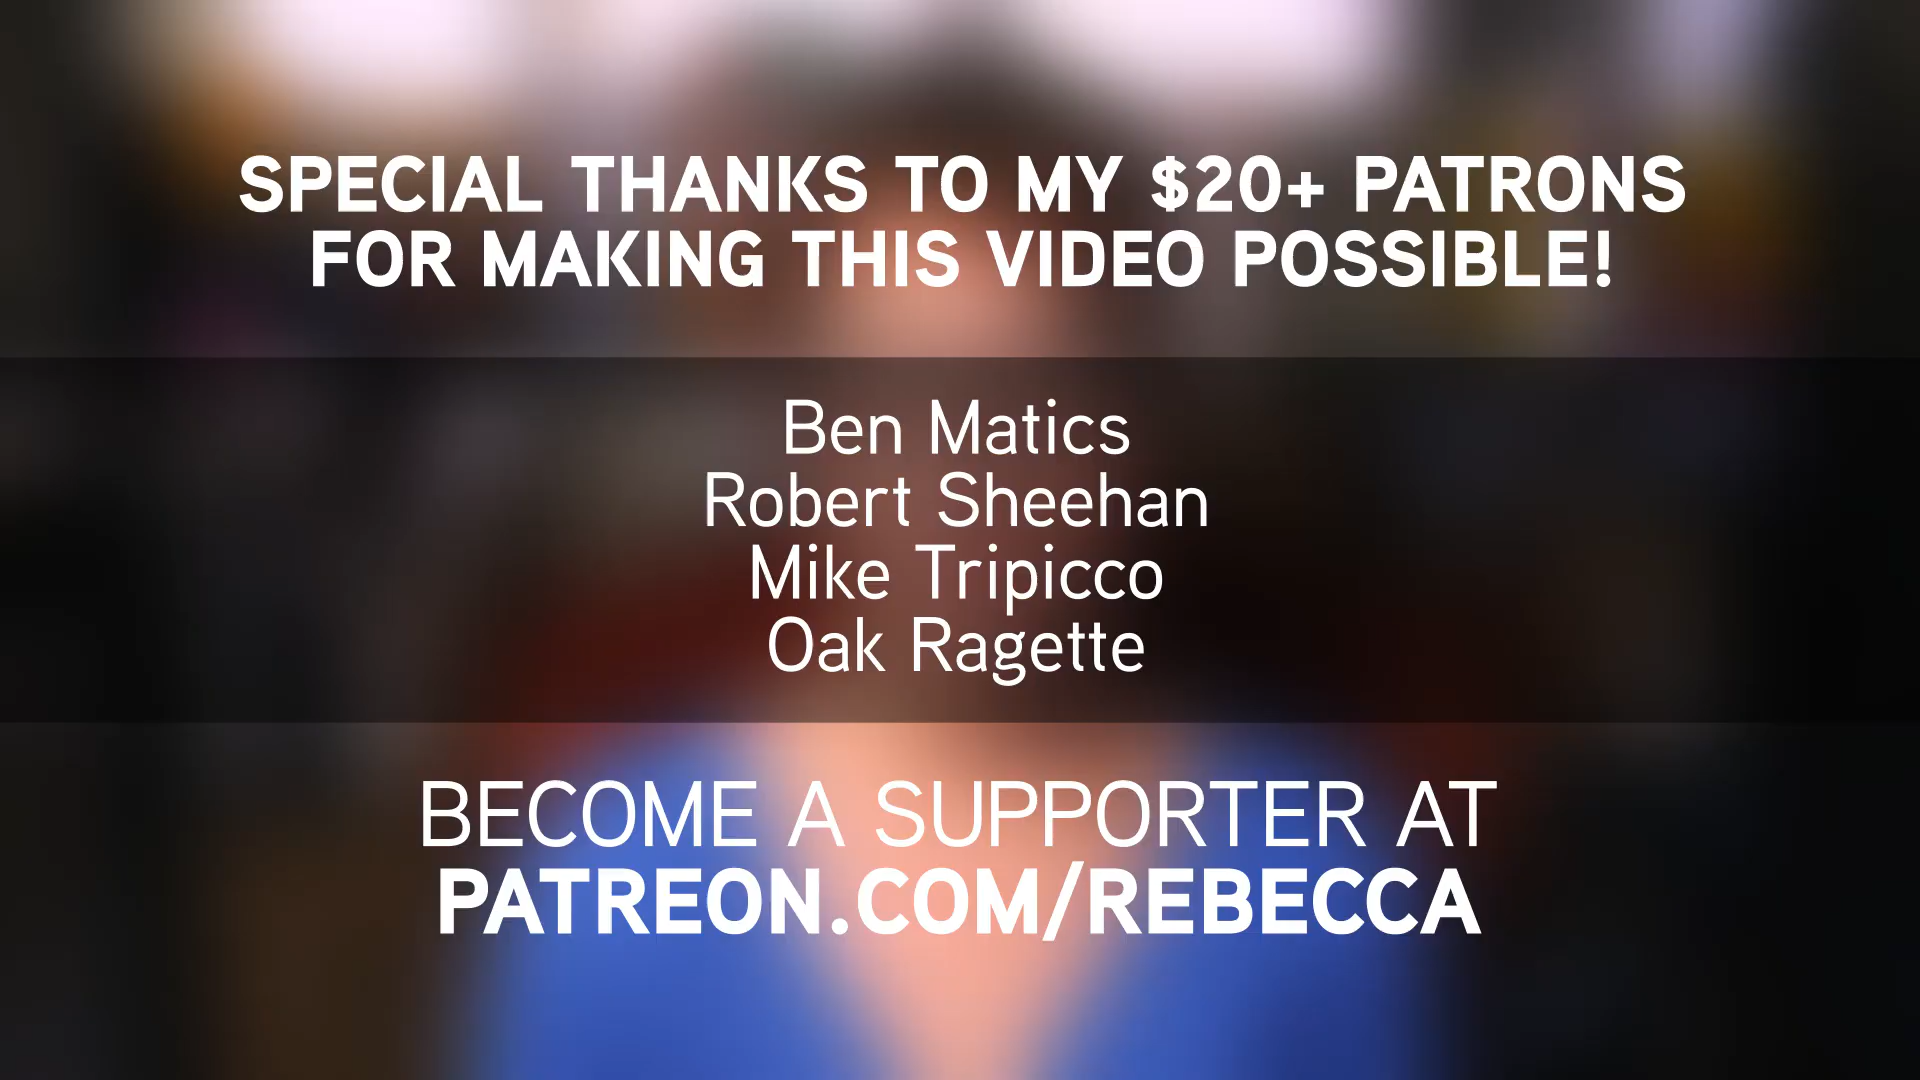 SPECIAL THANKS TO MY $20+ PATRONS
FOR MAKING THIS VIDEO POSSIBLE!
Ben Matics
Robert Sheehan
Mike Tripicco
Oak Ragette
BECOME A SUPPORTER AT
PATREON.COM/REBECCA